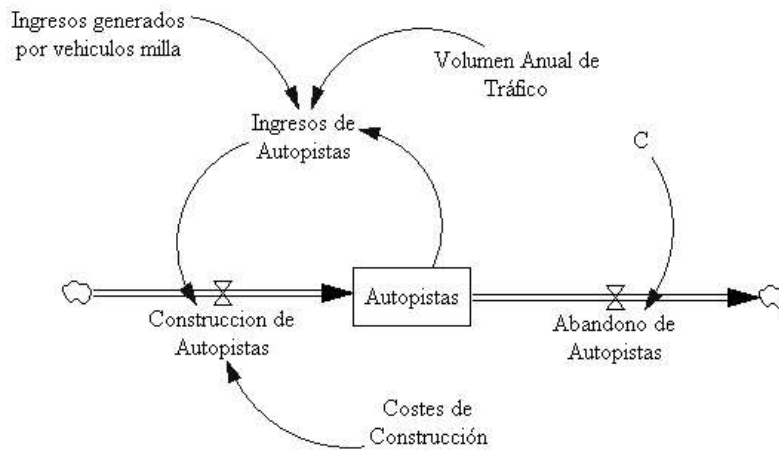 Ingresos generados
por vehiculos milla
Volumen Anual de
Tráfico
Ingresos de
Autopistas
C
Autopistas
Construccion de
Autopistas
Abandono de
Autopistas
Costes de
Construcción